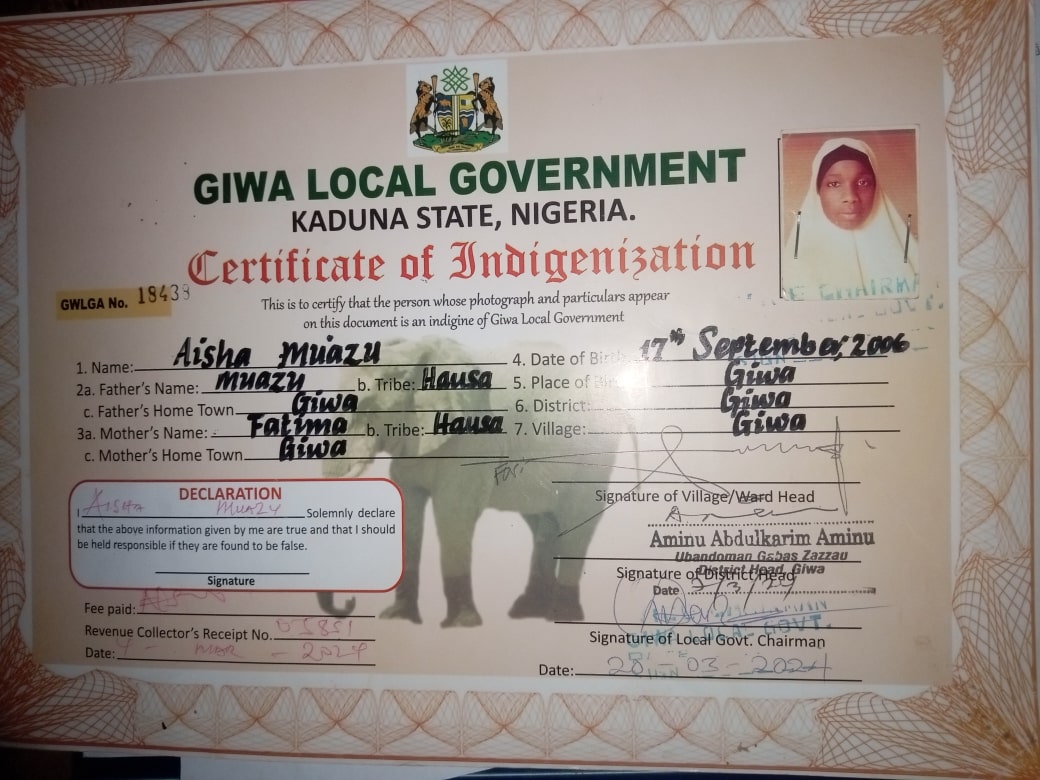 GIWA LOCAL GOVERNMENT
KADUNA STATE, NIGERIA.
Certificate of Indigenization
GWLGA No. 18438
This is to certify that the person whose photograph and particulars appear
on this document is an indigine of Giwa Local Government
1. Name: Aisha Muazu
2a. Father's Name: Muazu b. Tribe: Hausa
c. Father's Home Town Giwa
3a. Mother's Name: Fatima b. Tribe: Hausa
c. Mother's Home Town Giwa
4. Date of Birth: 17th September, 2006
5. Place of Giwa
6. District: Giwa
7. Village: Giwa
DECLARATION
I Aisha Muazu Solemnly declare
that the above information given by me are true and that I should
be held responsible if they are found to be false.
Signature
Fee paid:
Revenue Collector's Receipt No.
Date: 4 - Mar - 2024
For:
Signature of Village/Ward Head
Aminu Abdulkarim Aminu
Ubandoman Gabas Zazzau
District Head, Giwa
Signature of District Head
Date
Signature of Local Govt. Chairman
Date: 28-03-2024